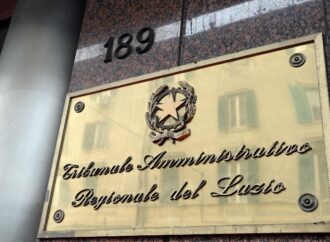 189
Tribunale Amministrativo
Regionale del Lazio